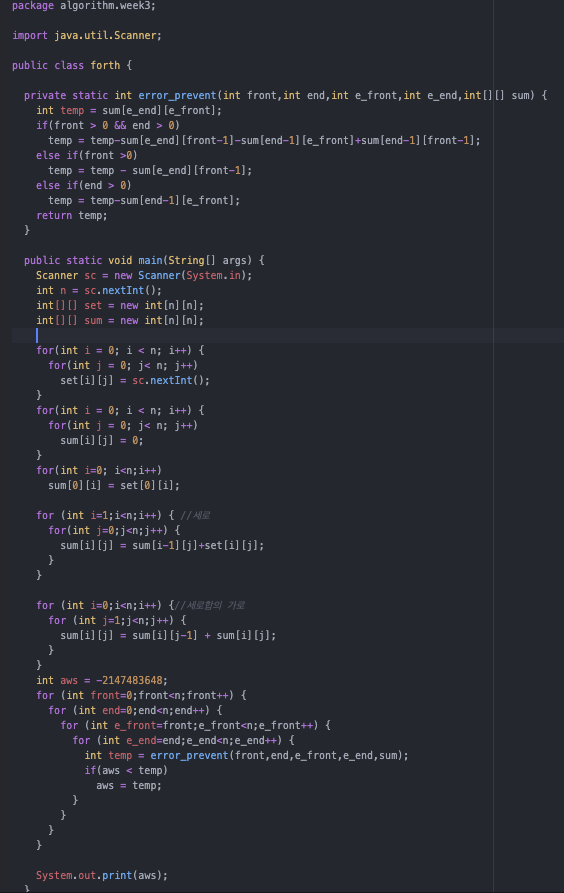 package algorithm.week3;
import java.util.Scanner;
public class forth {
private static int error_prevent(int front,int end,int e_front,int e_end,int[][] sum) {
int temp = sum[e_end][e_front];
if(front > 0 && end > 0)
temp = temp-sum[e_end][front-1]-sum[end-1][e_front]+sum[end-1][front-1];
else if(front >0)
temp = temp - sum[e_end][front-1];
else if(end > 0)
temp = temp-sum[end-1][e_front];
return temp;
}
public static void main(String[] args) {
Scanner sc = new Scanner(System.in);
int n = sc.nextInt();
int[][] set = new int[n][n];
int[][] sum = new int[n][n];
for(int i = 0; i < n; i++) {
for(int j = 0; j< n; j++)
set[i][j] = sc.nextInt();
}
for(int i = 0; i < n; i++) {
for(int j = 0; j< n; j++)
sum[i][j] = 0;
}
for(int i=0; i<n;i++)
sum[0][i] = set[0][i];
for (int i=1;i<n;i++) { //세로
for(int j=0;j<n;j++) {
sum[i][j] = sum[i-1][j]+set[i][j];
}
}
for (int i=0;i<n;i++) {//세로합의 가로
for (int j=1;j<n;j++) {
sum[i][j] = sum[i][j-1] + sum[i][j];
}
}
int aws = -2147483648;
for (int front=0;front<n;front++) {
for (int end=0;end<n;end++) {
for (int e_front=front;e_front<n;e_front++) {
for (int e_end=end;e_end<n;e_end++) {
int temp = error_prevent(front,end,e_front,e_end,sum);
if(aws < temp)
aws = temp;
}
}
}
}
System.out.print(aws);
}